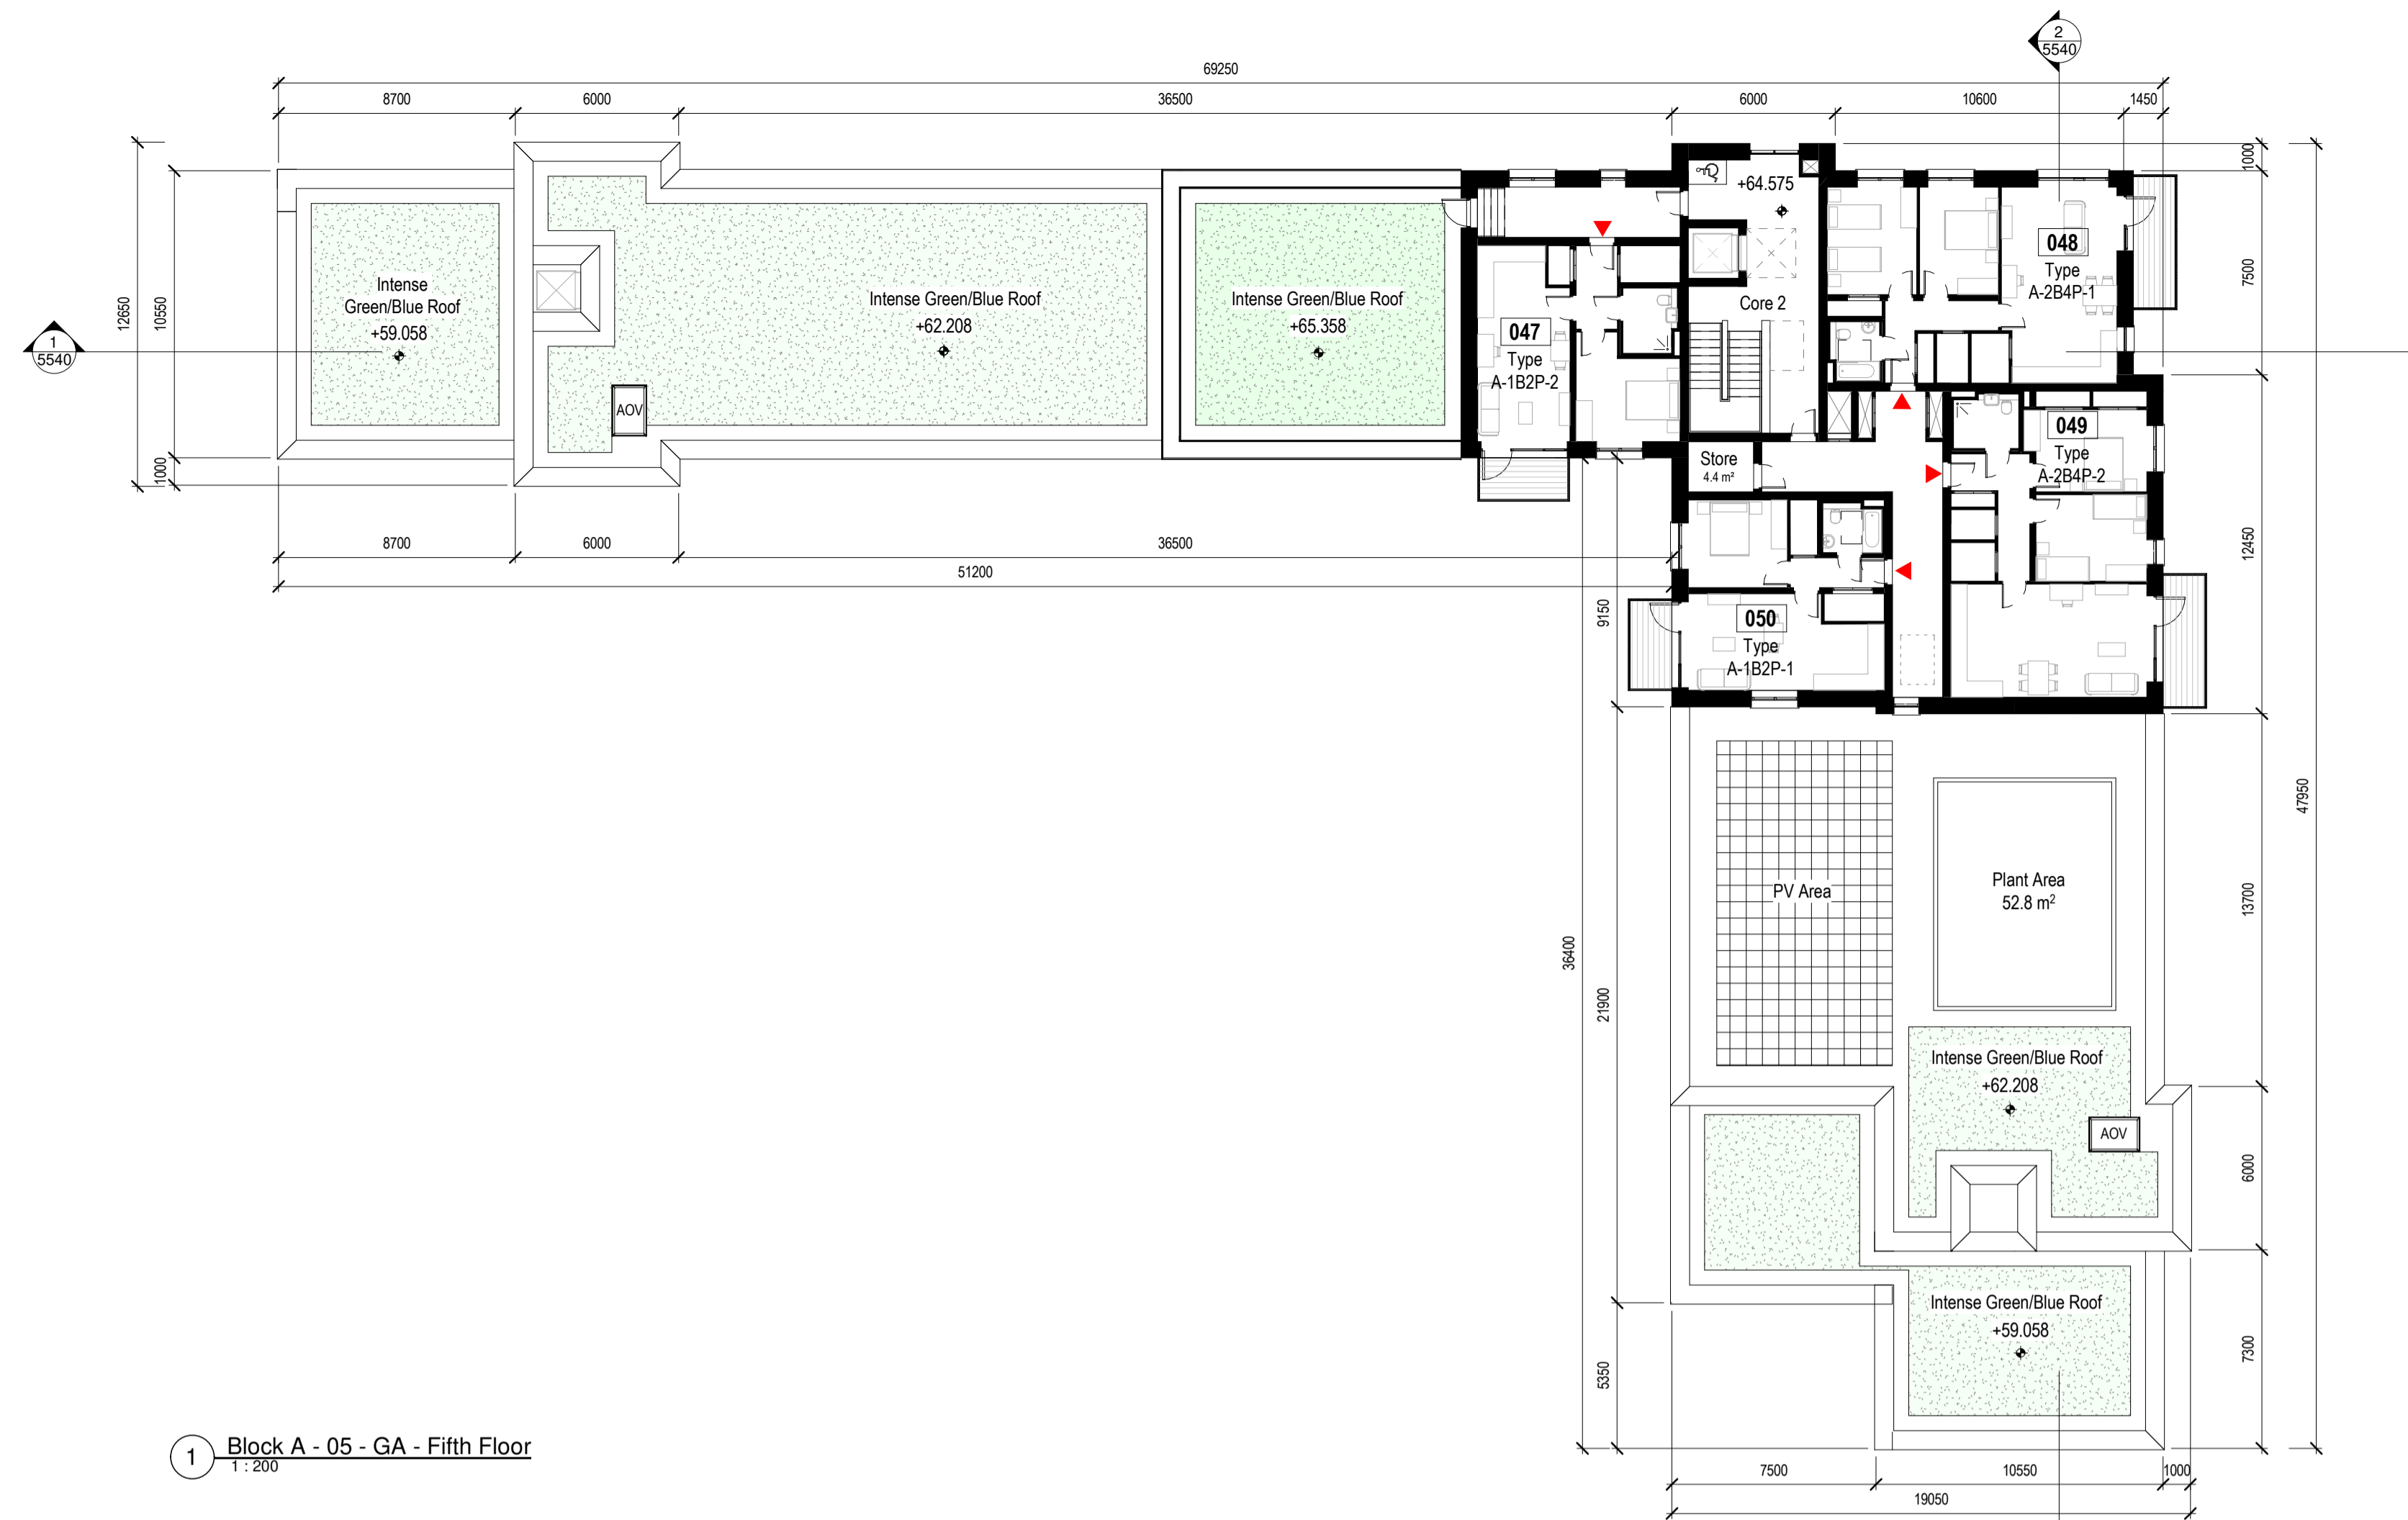 2
5540
69250
8700
6000
36500
6000
10600
1450
1000
7500
12450
13700
6000
7300
47950
12650
10550
1000
1
5540
Intense
Green/Blue Roof
+59.058
AOV
Intense Green/Blue Roof
+62.208
Intense Green/Blue Roof
+65.358
+64.575
Core 2
047
Type
A-1B2P-2
048
Type
A-2B4P-1
049
Type
A-2B4P-2
Store
4.4 m²
050
Type
A-1B2P-1
8700
6000
36500
51200
9150
36400
21900
5350
PV Area
Plant Area
52.8 m²
Intense Green/Blue Roof
+62.208
AOV
Intense Green/Blue Roof
+59.058
7500
10550
1000
19050
1
Block A - 05 - GA - Fifth Floor
1 : 200